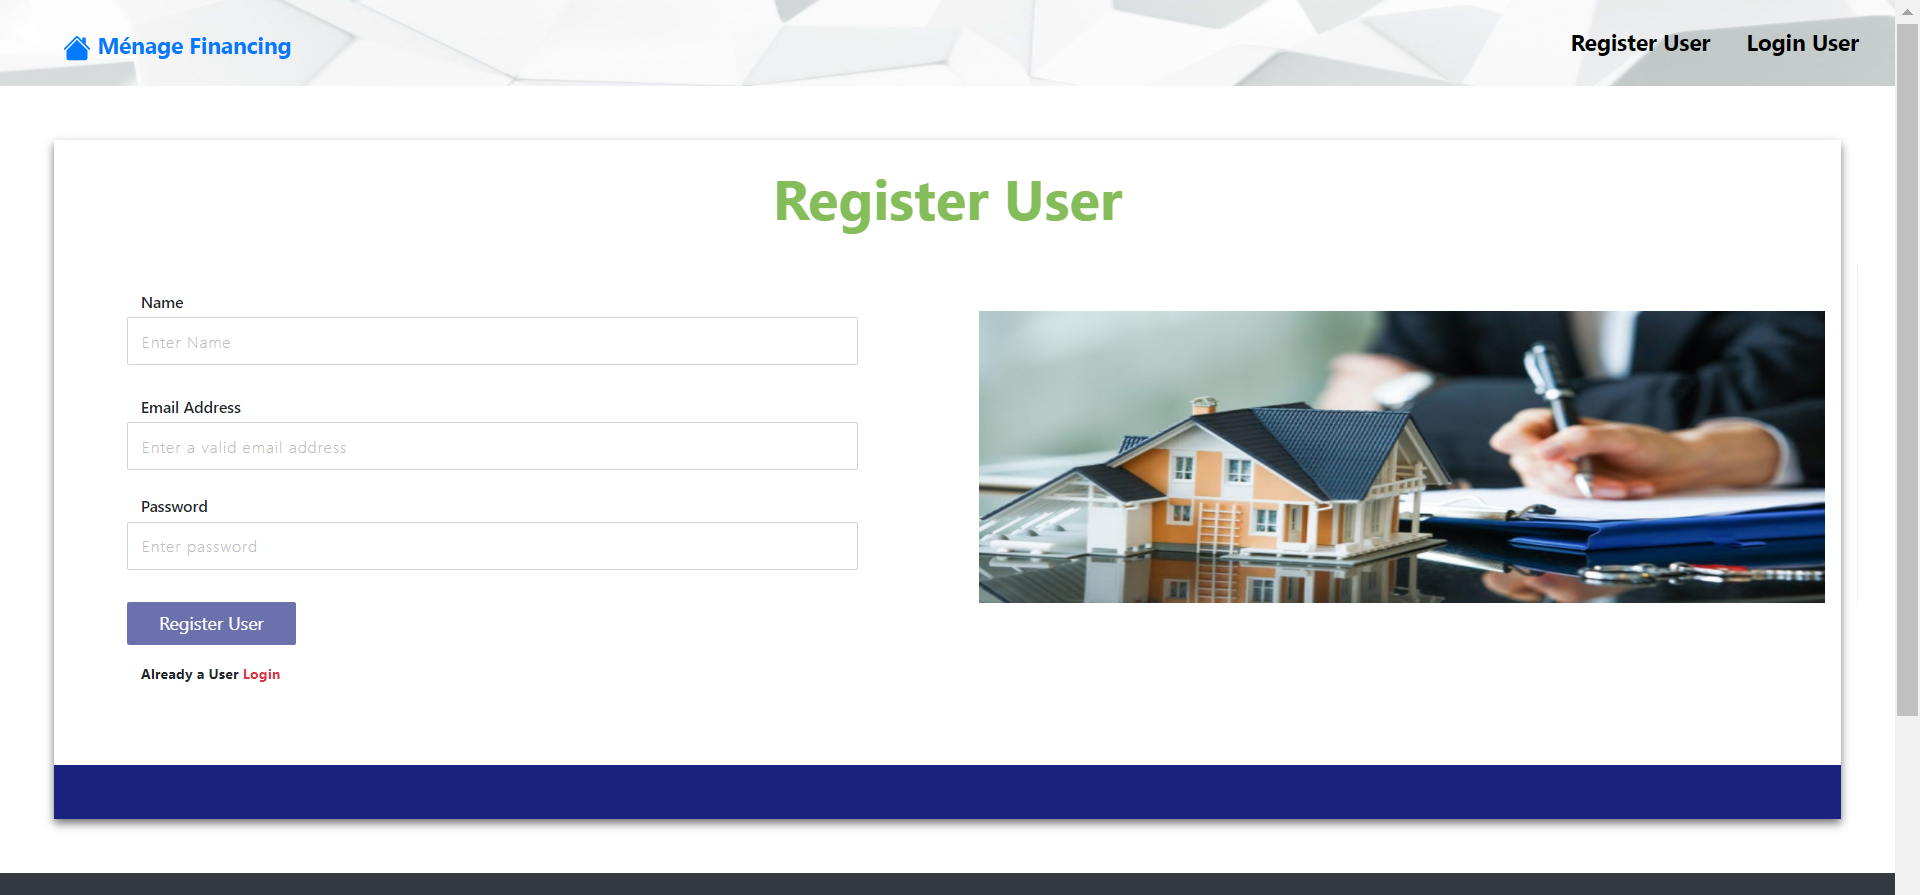 Ménage Financing
Register User
Login User
Register User
Name
Enter Name
Email Address
Enter a valid email address
Password
Enter password
Register User
Already a User Login